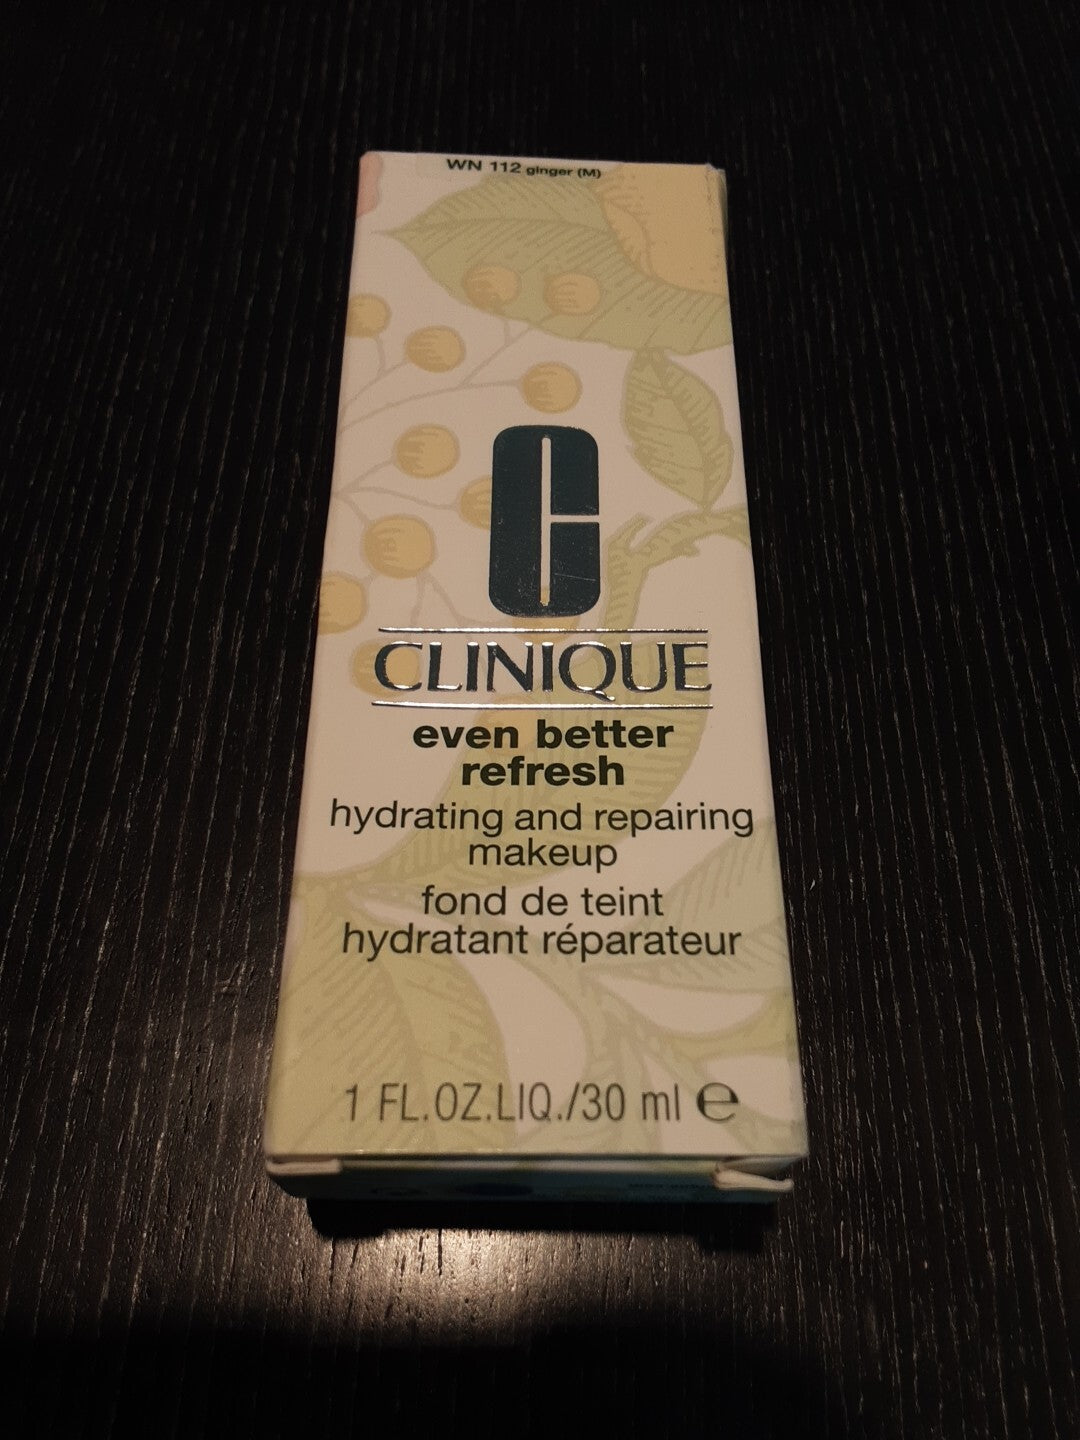 WN 112 ginger (M)
C
CLINIQUE
even better
refresh
hydrating and repairing
makeup
fond de teint
hydratant réparateur
1 FL.OZ.LIQ./30 ml e